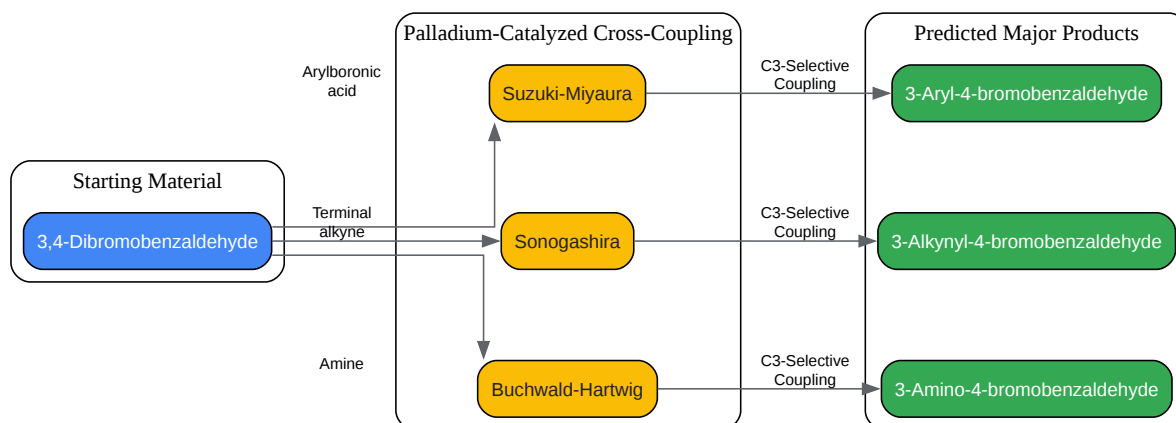 Palladium-Catalyzed Cross-Coupling
Predicted Major Products
Arylboronic
acid
Suzuki-Miyaura
C3-Selective
Coupling
3-Aryl-4-bromobenzaldehyde
Starting Material
3,4-Dibromobenzaldehyde
Terminal
alkyne
Sonogashira
C3-Selective
Coupling
3-Alkynyl-4-bromobenzaldehyde
Amine
Buchwald-Hartwig
C3-Selective
Coupling
3-Amino-4-bromobenzaldehyde